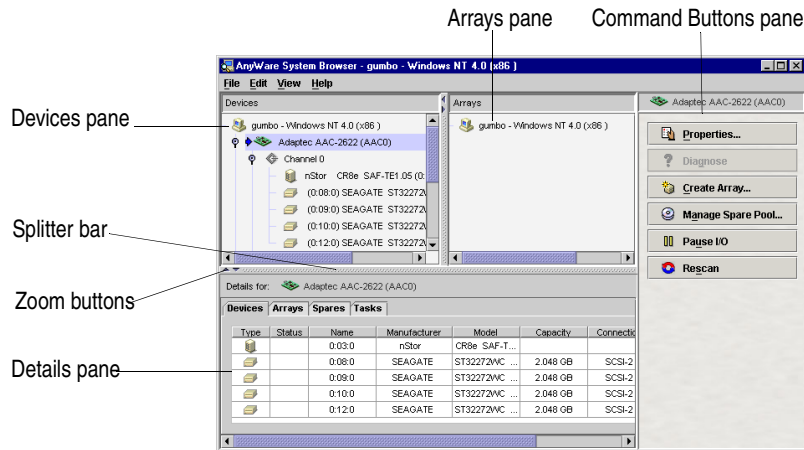 Arrays pane
Command Buttons pane
AnyWare System Browser - gumbo - Windows NT 4.0 (x86 )
File Edit View Help
Devices pane
Devices
gumbo - Windows NT 4.0 (x86 )
Adaptec AAC-2622 (AAC0)
Channel 0
nStor CR8e SAF-TE1.05 (0:
(0:08:0) SEAGATE ST32272W
(0:09:0) SEAGATE ST32272W
(0:10:0) SEAGATE ST32272W
(0:12:0) SEAGATE ST32272W
Arrays
gumbo - Windows NT 4.0 (x86 )
Adaptec AAC-2622 (AAC0)
Properties...
Diagnose
Create Array...
Manage Spare Pool...
Pause I/O
Rescan
Splitter bar
Zoom buttons
Details pane
Details for: Adaptec AAC-2622 (AAC0)
Devices Arrays Spares Tasks
Type Status Name Manufacturer Model Capacity Connectio
0:03:0 nStor CR8e SAF-T...
0:08:0 SEAGATE ST32272WC ... 2.048 GB SCSI-2
0:09:0 SEAGATE ST32272WC ... 2.048 GB SCSI-2
0:10:0 SEAGATE ST32272WC ... 2.048 GB SCSI-2
0:12:0 SEAGATE ST32272WC ... 2.048 GB SCSI-2